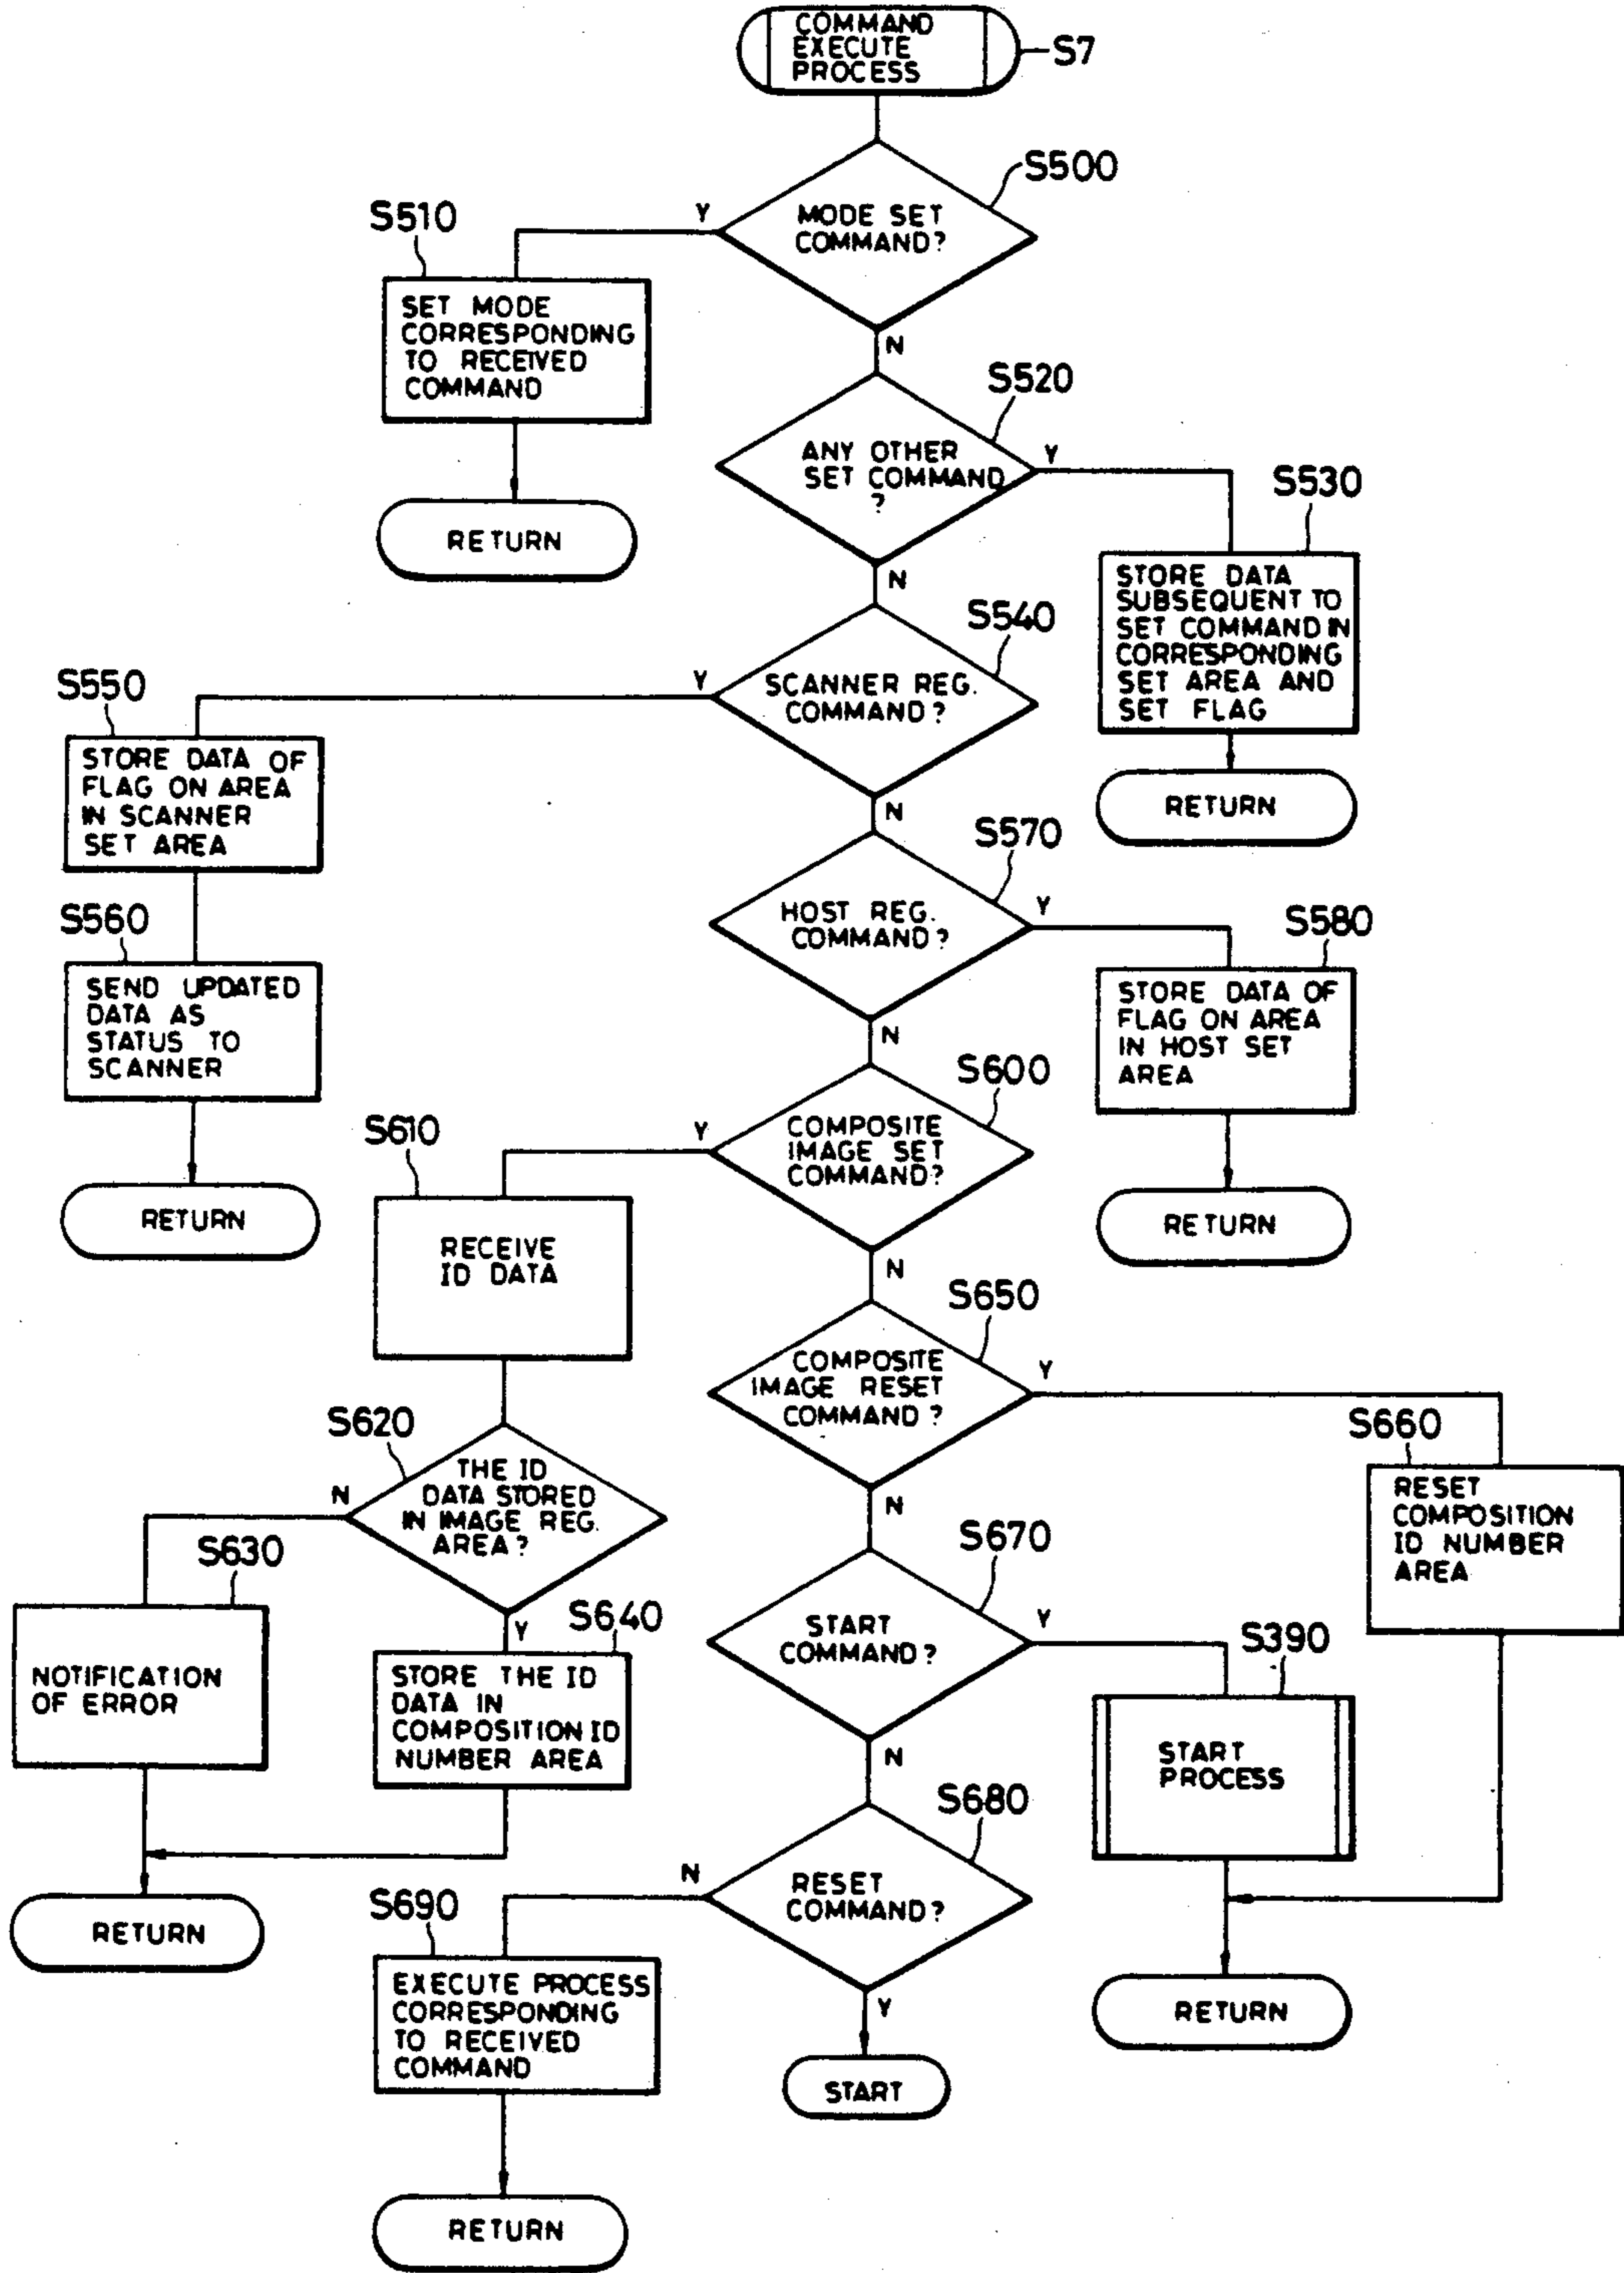 COMMAND
EXECUTE
PROCESS
S7
S500
MODE SET
COMMAND?
Y
N
S510
SET MODE
CORRESPONDING
TO RECEIVED
COMMAND
RETURN
S520
ANY OTHER
SET COMMAND
?
Y
N
S530
STORE DATA
SUBSEQUENT TO
SET COMMAND IN
CORRESPONDING
SET AREA AND
SET FLAG
RETURN
S540
SCANNER REG.
COMMAND?
Y
N
S550
STORE DATA OF
FLAG ON AREA
IN SCANNER
SET AREA
S560
SEND UPDATED
DATA AS
STATUS TO
SCANNER
RETURN
S570
HOST REG.
COMMAND?
Y
N
S580
STORE DATA OF
FLAG ON AREA
IN HOST SET
AREA
RETURN
S600
COMPOSITE
IMAGE SET
COMMAND?
Y
N
S610
RECEIVE
ID DATA
S620
THE ID
DATA STORED
IN IMAGE REG.
AREA?
N
Y
S630
NOTIFICATION
OF ERROR
S640
STORE THE ID
DATA IN
COMPOSITION ID
NUMBER AREA
RETURN
S650
COMPOSITE
IMAGE RESET
COMMAND?
Y
N
S660
RESET
COMPOSITION
ID NUMBER
AREA
S670
START
COMMAND?
Y
N
S390
START
PROCESS
RETURN
S680
RESET
COMMAND?
N
Y
S690
EXECUTE PROCESS
CORRESPONDING
TO RECEIVED
COMMAND
RETURN
START